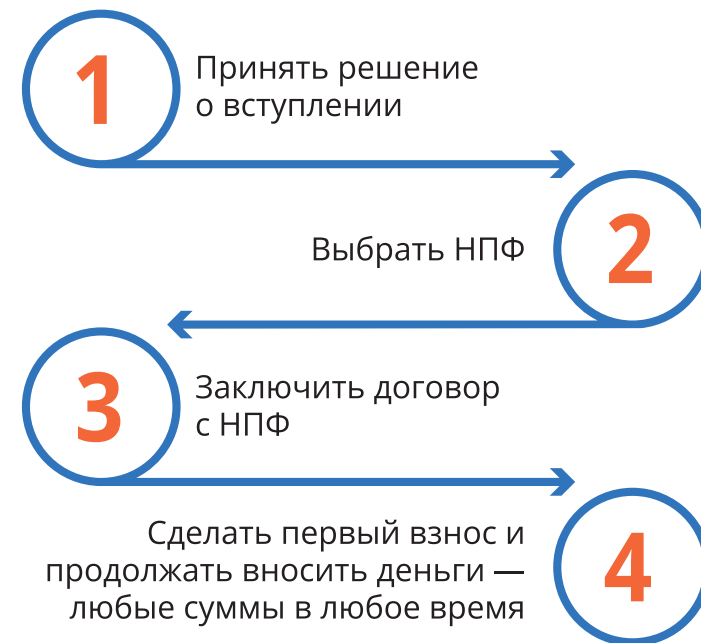 1
Принять решение
о вступлении
Выбрать НПФ
2
3
Заключить договор
с НПФ
Сделать первый взнос и
продолжать вносить деньги —
любые суммы в любое время
4